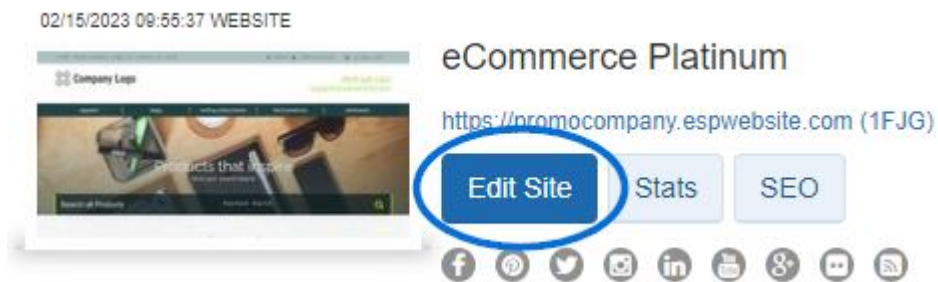 02/15/2023 09:55:37 WEBSITE
eCommerce Platinum
https://promocompany.espwebsite.com (1FJG)
Company Logo
Products that inspire
Search all Products
Edit Site
Stats
SEO